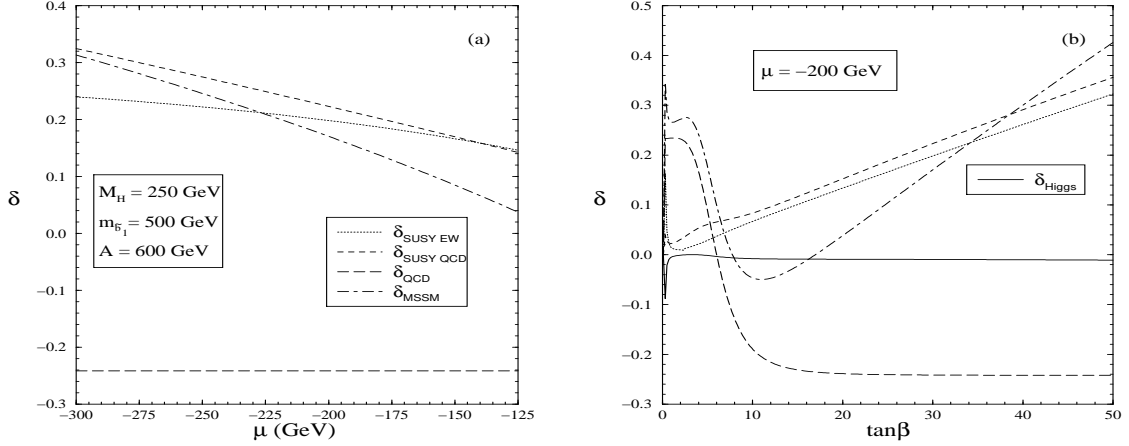 (a)
0.4
0.3
0.2
0.1
0.0
−0.1
−0.2
−0.3
δ
M_H = 250 GeV
m_b̃₁ = 500 GeV
A = 600 GeV
δ_SUSY EW
δ_SUSY QCD
δ_QCD
δ_MSSM
−300 −275 −250 −225 −200 −175 −150 −125
μ (GeV)
(b)
μ = −200 GeV
0.5
0.4
0.3
0.2
0.1
−0.0
−0.1
−0.2
−0.3
δ
δ_Higgs
0 10 20 30 40 50
tanβ